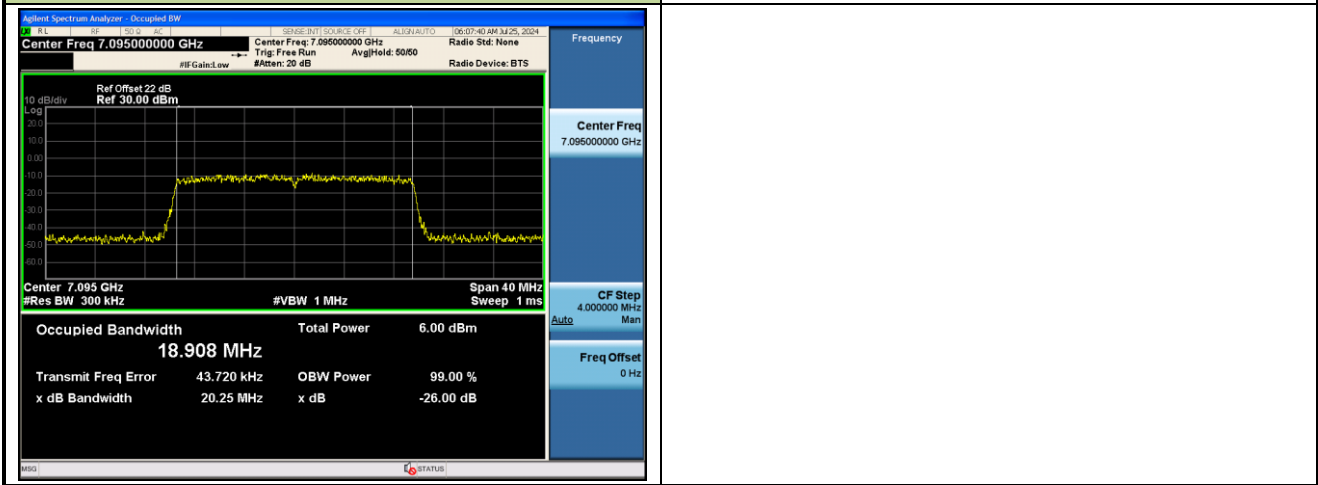 Agilent Spectrum Analyzer - Occupied BW
RL RF 50 Ω AC SENSE:INT SOURCE OFF ALIGN AUTO 06:07:40 AM Jul 25, 2024
Center Freq 7.095000000 GHz
Center Freq: 7.095000000 GHz Radio Std: None
Trig: Free Run Avg|Hold: 50/50
#IFGain:Low #Atten: 20 dB Radio Device: BTS
Ref Offset 22 dB
10 dB/div Ref 30.00 dBm
Log
20.0
10.0
0.00
-10.0
-20.0
-30.0
-40.0
-50.0
-60.0
Center 7.095 GHz Span 40 MHz
#Res BW 300 kHz #VBW 1 MHz Sweep 1 ms
Occupied Bandwidth Total Power 6.00 dBm
18.908 MHz
Transmit Freq Error 43.720 kHz OBW Power 99.00 %
x dB Bandwidth 20.25 MHz x dB -26.00 dB
MSG STATUS
Frequency
Center Freq
7.095000000 GHz
CF Step
4.000000 MHz
Auto Man
Freq Offset
0 Hz